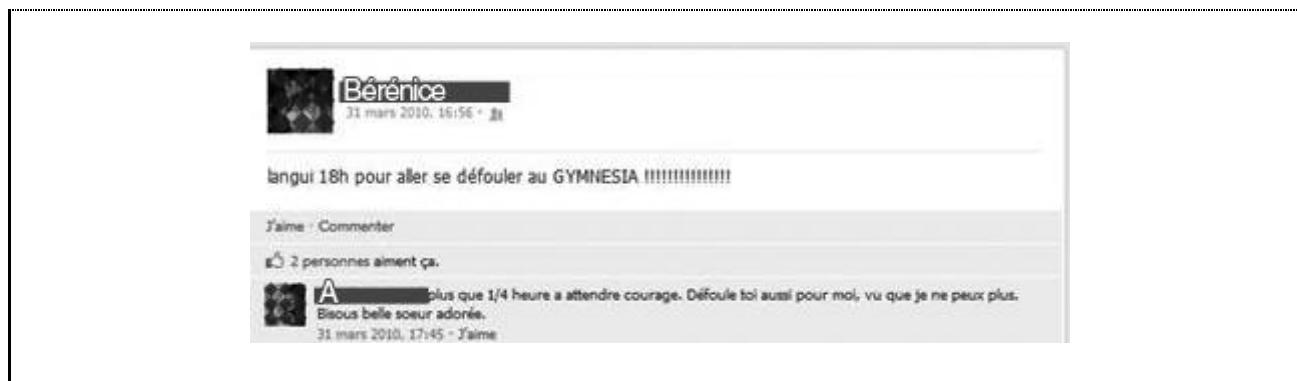 Bérénice
31 mars 2010, 16:56 ·
langui 18h pour aller se défouler au GYMNESIA !!!!!!!!!!!!!!!
J'aime · Commenter
2 personnes aiment ça.
A plus que 1/4 heure a attendre courage. Défoule toi aussi pour moi, vu que je ne peux plus.
Bisous belle soeur adorée.
31 mars 2010, 17:45 · J'aime